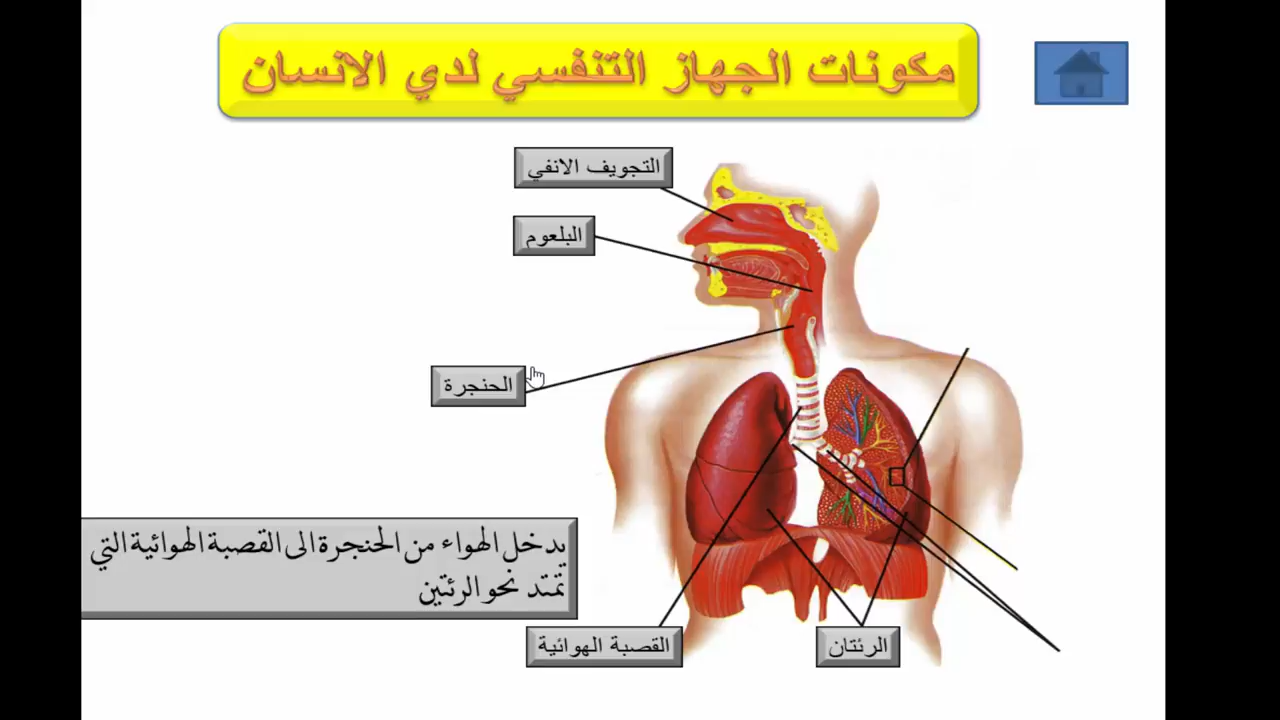 مكونات الجهاز التنفسي لدي الانسان
التجويف الانفي
البلعوم
الحنجرة
يدخل الهواء من الحنجرة الى القصبة الهوائية التي
تمتد نحو الرئتين
القصبة الهوائية
الرئتان